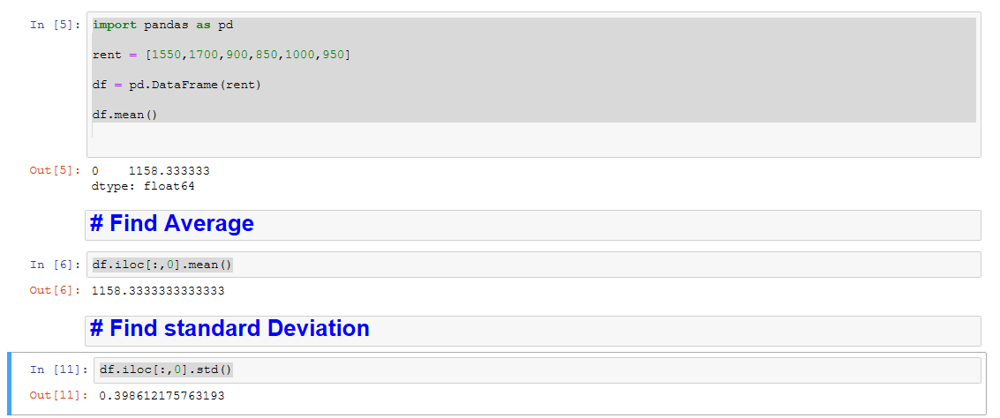 In [5]: import pandas as pd
rent = [1550,1700,900,850,1000,950]
df = pd.DataFrame(rent)
df.mean()
Out[5]: 0    1158.333333
dtype: float64
# Find Average
In [6]: df.iloc[:,0].mean()
Out[6]: 1158.3333333333333
# Find standard Deviation
In [11]: df.iloc[:,0].std()
Out[11]: 0.398612175763193